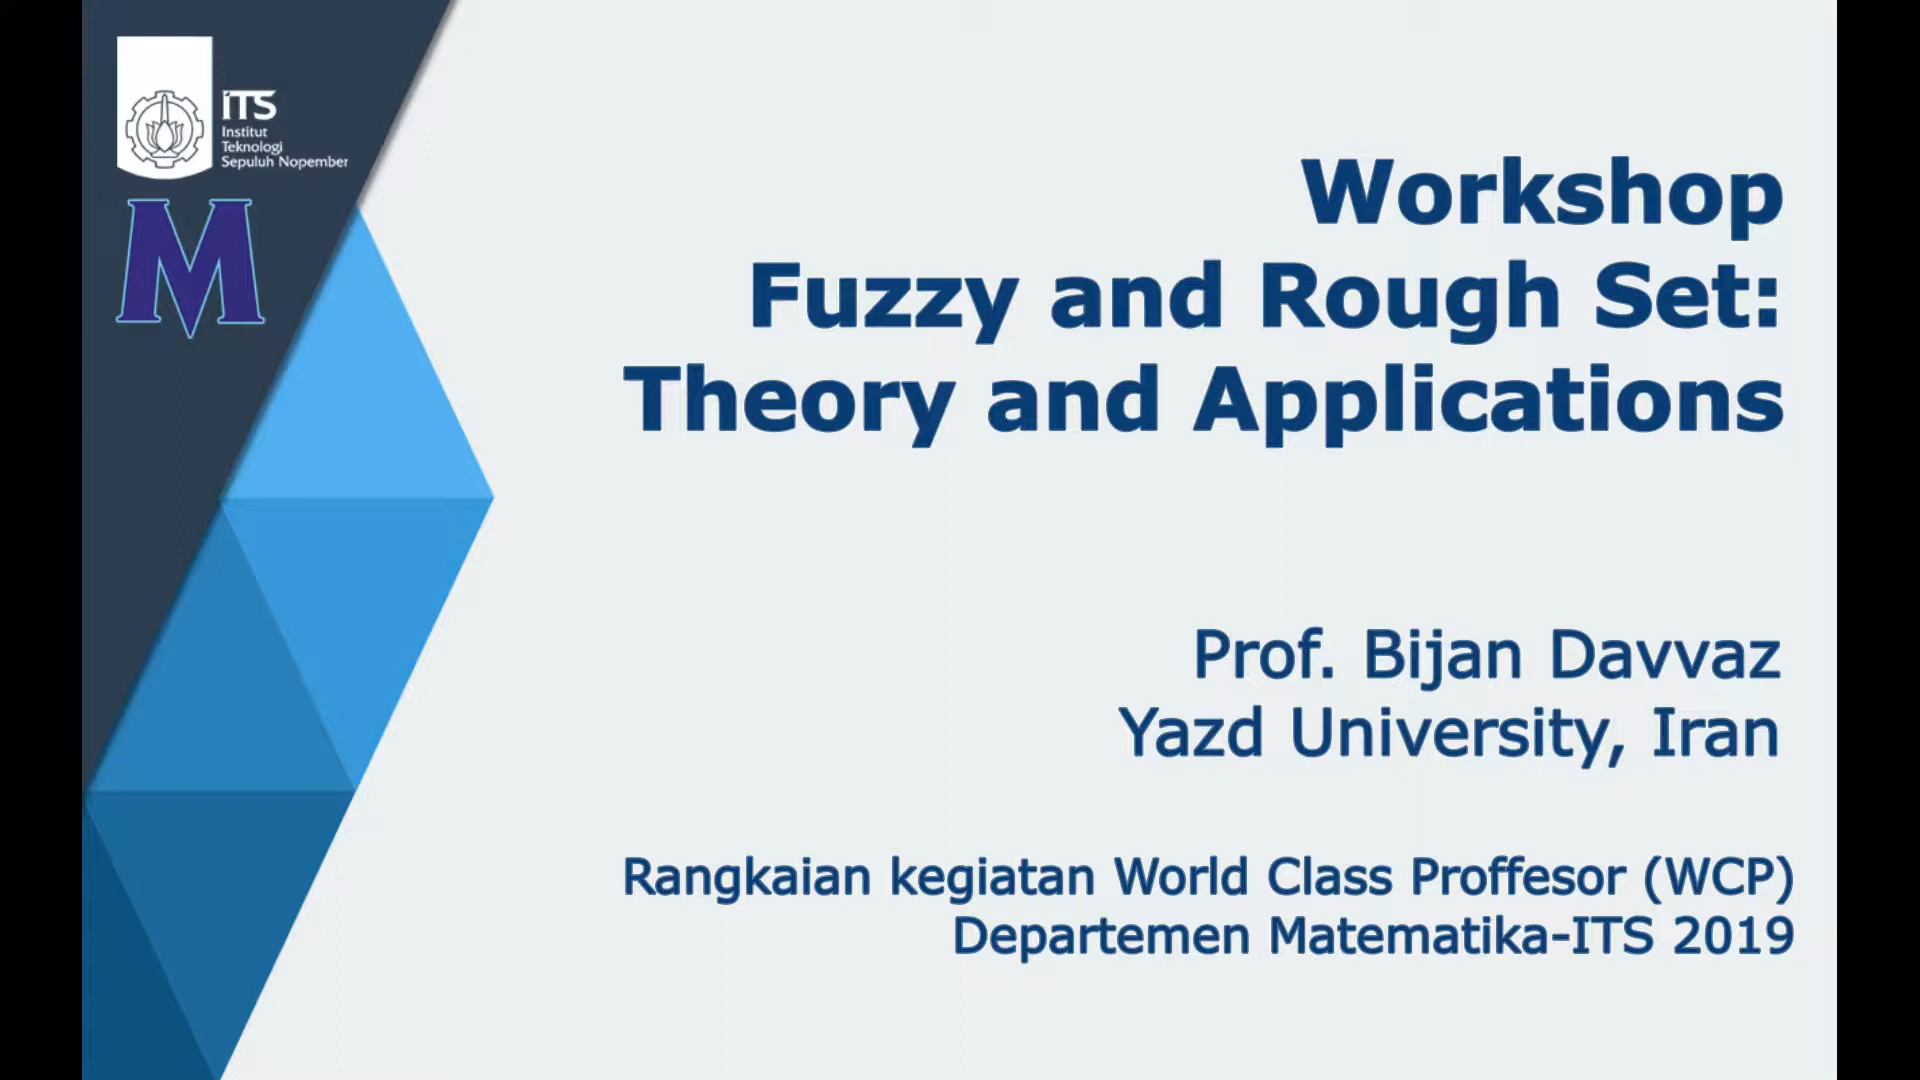 iTS
Institut
Teknologi
Sepuluh Nopember
M
Workshop
Fuzzy and Rough Set:
Theory and Applications
Prof. Bijan Davvaz
Yazd University, Iran
Rangkaian kegiatan World Class Proffesor (WCP)
Departemen Matematika-ITS 2019